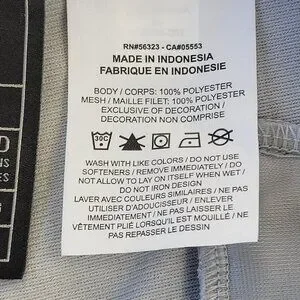 RN#56323 - CA#05553
MADE IN INDONESIA
FABRIQUE EN INDONESIE
BODY / CORPS: 100% POLYESTER
MESH / MAILLE FILET: 100% POLYESTER
EXCLUSIVE OF DECORATION /
DECORATION NON COMPRISE
30C
WASH WITH LIKE COLORS / DO NOT USE
SOFTENERS / REMOVE IMMEDIATELY / DO
NOT ALLOW TO LAY ON ITSELF WHEN WET /
DO NOT IRON DESIGN
LAVER AVEC COULEURS SIMILAIRES / NE PAS
UTILISER D'ADOUCISSEUR / ENLEVER
IMMÉDIATEMENT / NE PAS LAISSER LE
VÊTEMENT PLIÉ LORSQU'IL EST MOUILLÉ / NE
PAS REPASSER LE DESSIN